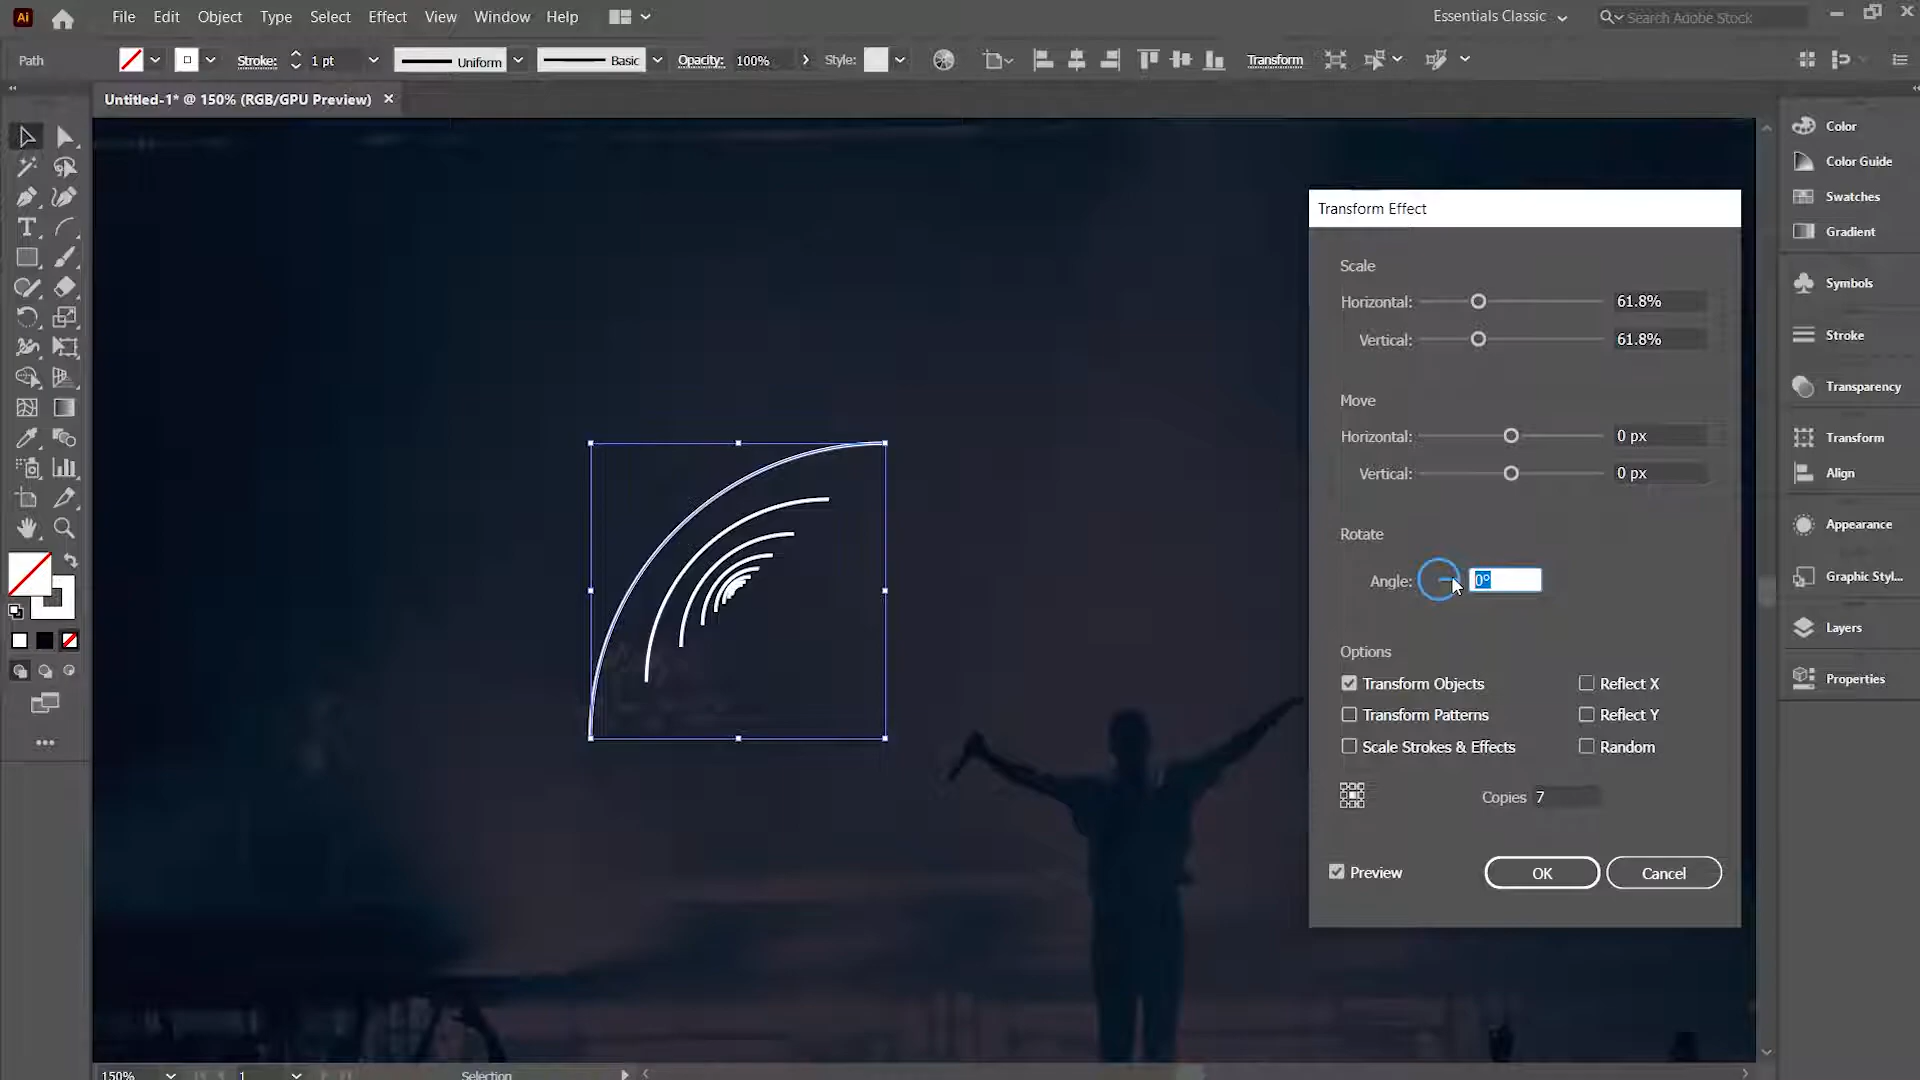 Ai File Edit Object Type Select Effect View Window Help Essentials Classic Search Adobe Stock
Path Stroke: 1 pt Uniform Basic Opacity: 100% Style: Transform
Untitled-1* @ 150% (RGB/GPU Preview)
Color
Color Guide
Swatches
Gradient
Symbols
Stroke
Transparency
Transform
Align
Appearance
Graphic Styl...
Layers
Properties
Transform Effect
Scale
Horizontal: 61.8%
Vertical: 61.8%
Move
Horizontal: 0 px
Vertical: 0 px
Rotate
Angle: 0°
Options
Transform Objects Reflect X
Transform Patterns Reflect Y
Scale Strokes & Effects Random
Copies 7
Preview OK Cancel
150% 1 Selection